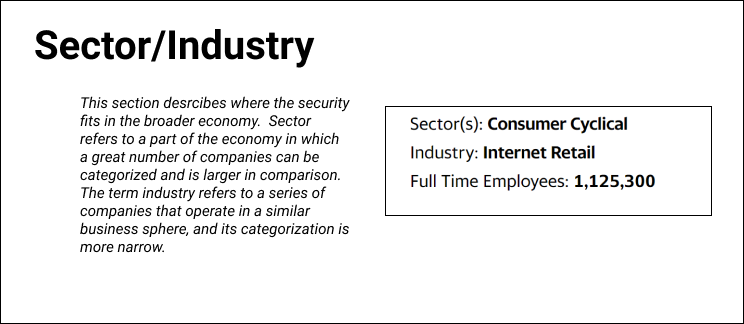 Sector/Industry
This section desrcibes where the security
fits in the broader economy.  Sector
refers to a part of the economy in which
a great number of companies can be
categorized and is larger in comparison.
The term industry refers to a series of
companies that operate in a similar
business sphere, and its categorization is
more narrow.
Sector(s): Consumer Cyclical
Industry: Internet Retail
Full Time Employees: 1,125,300